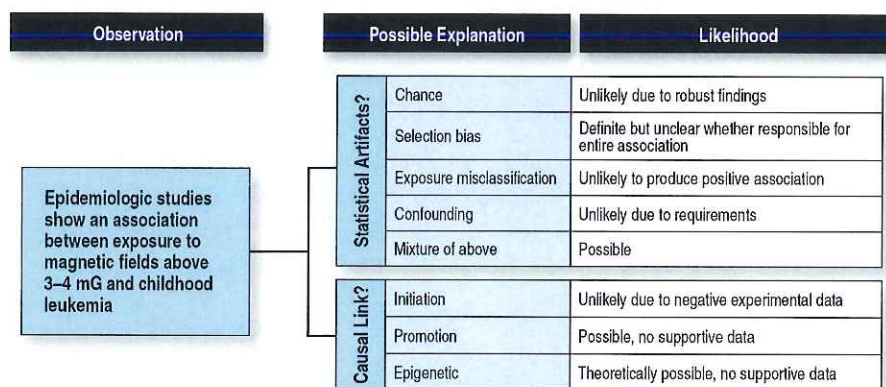 Observation
Possible Explanation
Likelihood
Epidemiologic studies
show an association
between exposure to
magnetic fields above
3–4 mG and childhood
leukemia
Statistical Artifacts?
Chance
Unlikely due to robust findings
Selection bias
Definite but unclear whether responsible for
entire association
Exposure misclassification
Unlikely to produce positive association
Confounding
Unlikely due to requirements
Mixture of above
Possible
Causal Link?
Initiation
Unlikely due to negative experimental data
Promotion
Possible, no supportive data
Epigenetic
Theoretically possible, no supportive data